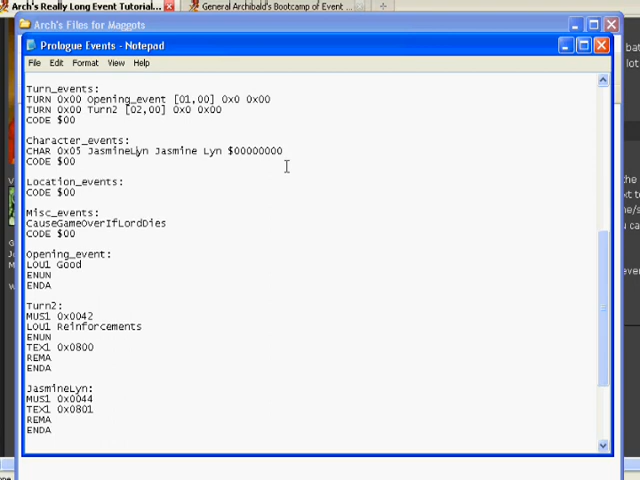 Arch's Really Long Event Tutorial...
General Archibald's Bootcamp of Event ...
Arch's Files for Maggots
Prologue Events - Notepad
File Edit Format View Help
Turn_events:
TURN 0x00 Opening_event [01,00] 0x0 0x00
TURN 0x00 Turn2 [02,00] 0x0 0x00
CODE $00
Character_events:
CHAR 0x05 JasmineLyn Jasmine Lyn $00000000
CODE $00
Location_events:
CODE $00
Misc_events:
CauseGameOverIfLordDies
CODE $00
Opening_event:
LOU1 Good
ENUN
ENDA
Turn2:
MUS1 0x0042
LOU1 Reinforcements
ENUN
TEX1 0x0800
REMA
ENDA
JasmineLyn:
MUS1 0x0044
TEX1 0x0801
REMA
ENDA